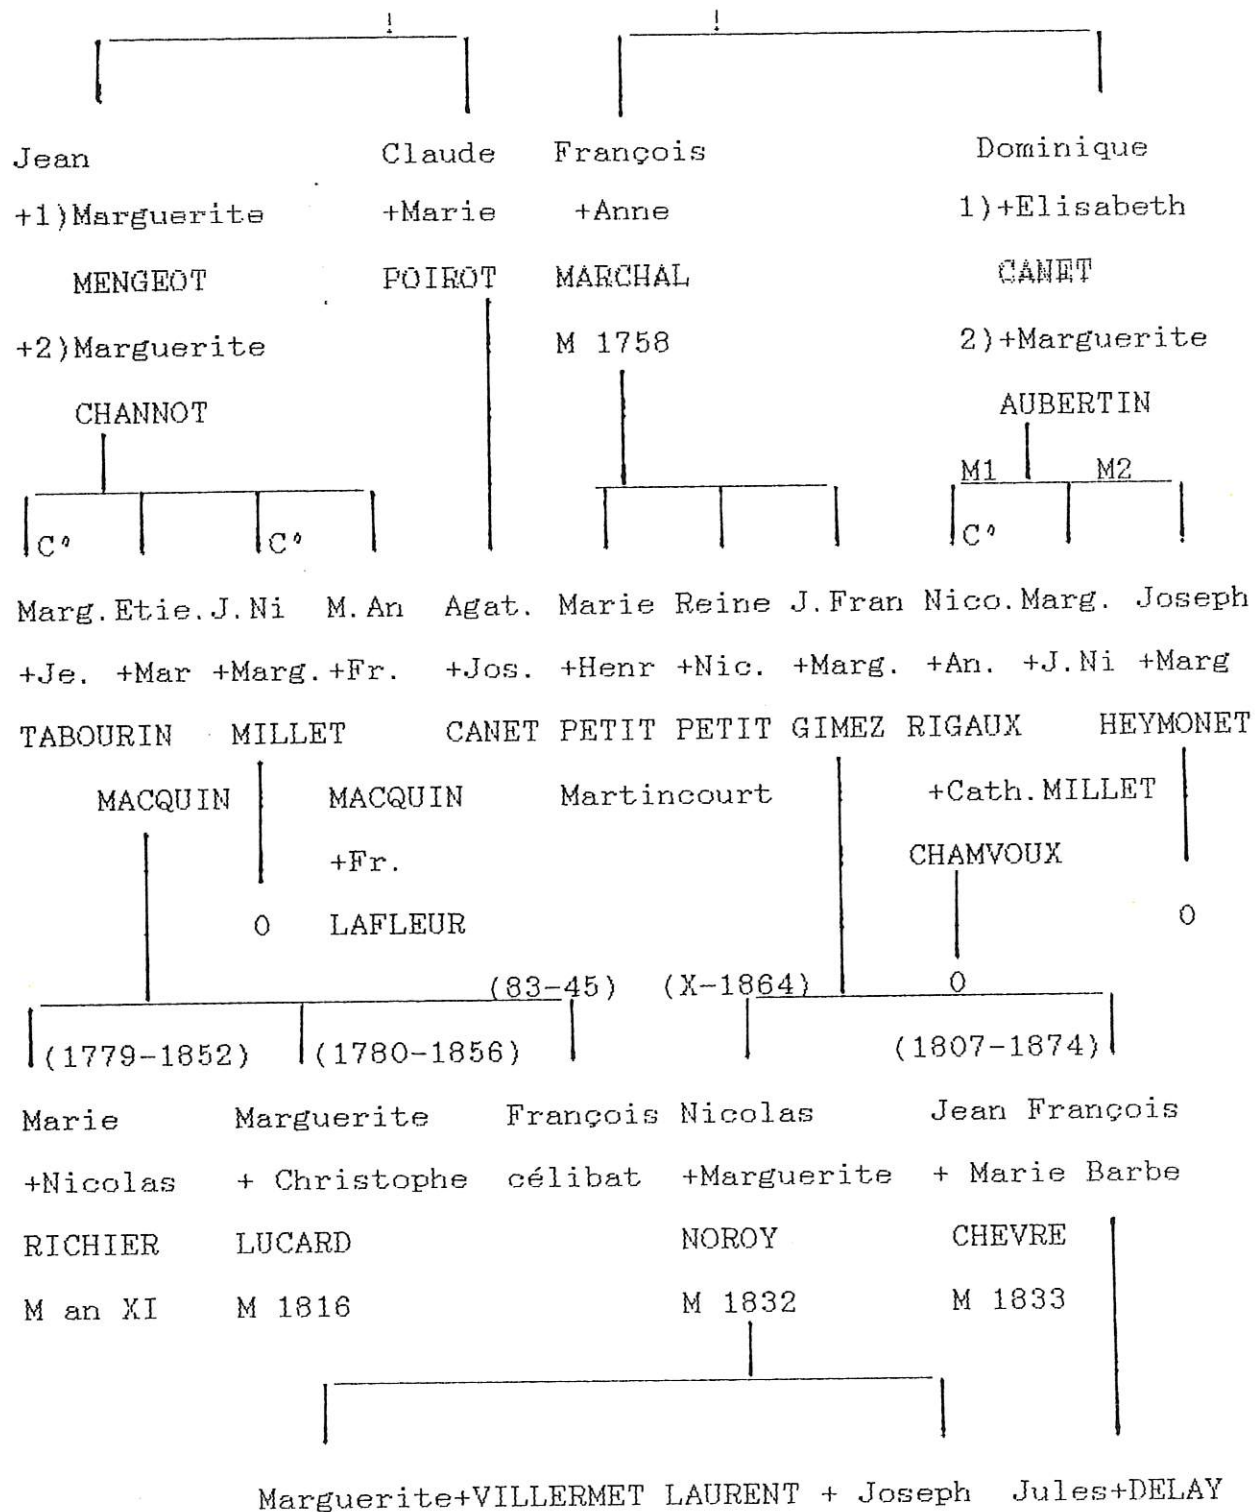 Jean Claude François Dominique
+1)Marguerite +Marie +Anne 1)+Elisabeth
MENGEOT POIROT MARCHAL CANET
+2)Marguerite M 1758 2)+Marguerite
CHANNOT AUBERTIN
M1 M2
C° C° C°
Marg. Etie. J.Ni M.An Agat. Marie Reine J.Fran Nico. Marg. Joseph
+Je. +Mar +Marg. +Fr. +Jos. +Henr +Nic. +Marg. +An. +J.Ni +Marg
TABOURIN MILLET CANET PETIT PETIT GIMEZ RIGAUX HEYMONET
MACQUIN MACQUIN Martincourt +Cath. MILLET
+Fr. CHAMVOUX
O LAFLEUR O
(83-45) (X-1864) O
(1779-1852) (1780-1856) (1807-1874)
Marie Marguerite François Nicolas Jean François
+Nicolas + Christophe célibat +Marguerite + Marie Barbe
RICHIER LUCARD NOROY CHEVRE
M an XI M 1816 M 1832 M 1833
Marguerite+VILLERMET LAURENT + Joseph Jules+DELAY